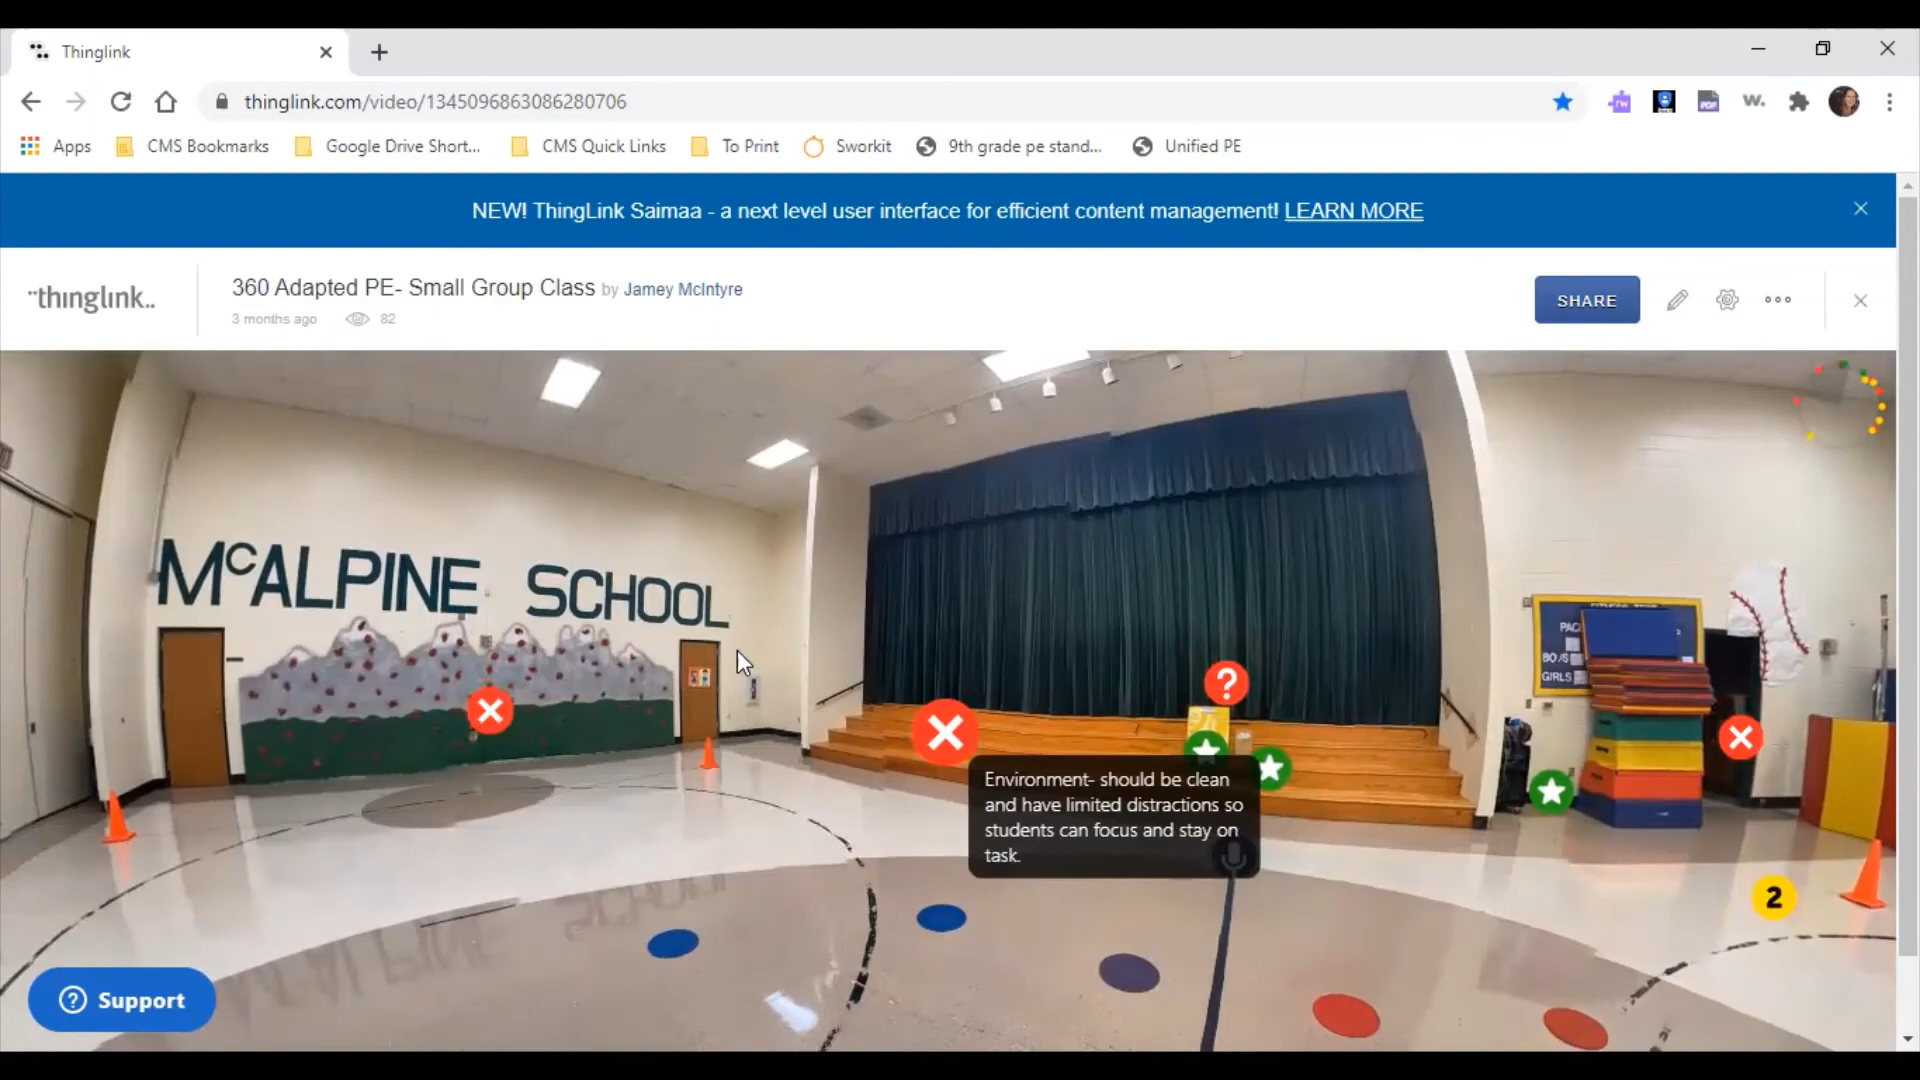 Thinglink
thinglink.com/video/1345096863086280706
Apps CMS Bookmarks Google Drive Short... CMS Quick Links To Print Sworkit 9th grade pe stand... Unified PE
NEW! ThingLink Saimaa - a next level user interface for efficient content management! LEARN MORE
··thınglınk..
360 Adapted PE- Small Group Class by Jamey McIntyre
3 months ago 82
SHARE
McALPINE SCHOOL
BOYS
GIRLS
?
Environment- should be clean
and have limited distractions so
students can focus and stay on
task.
2
Support